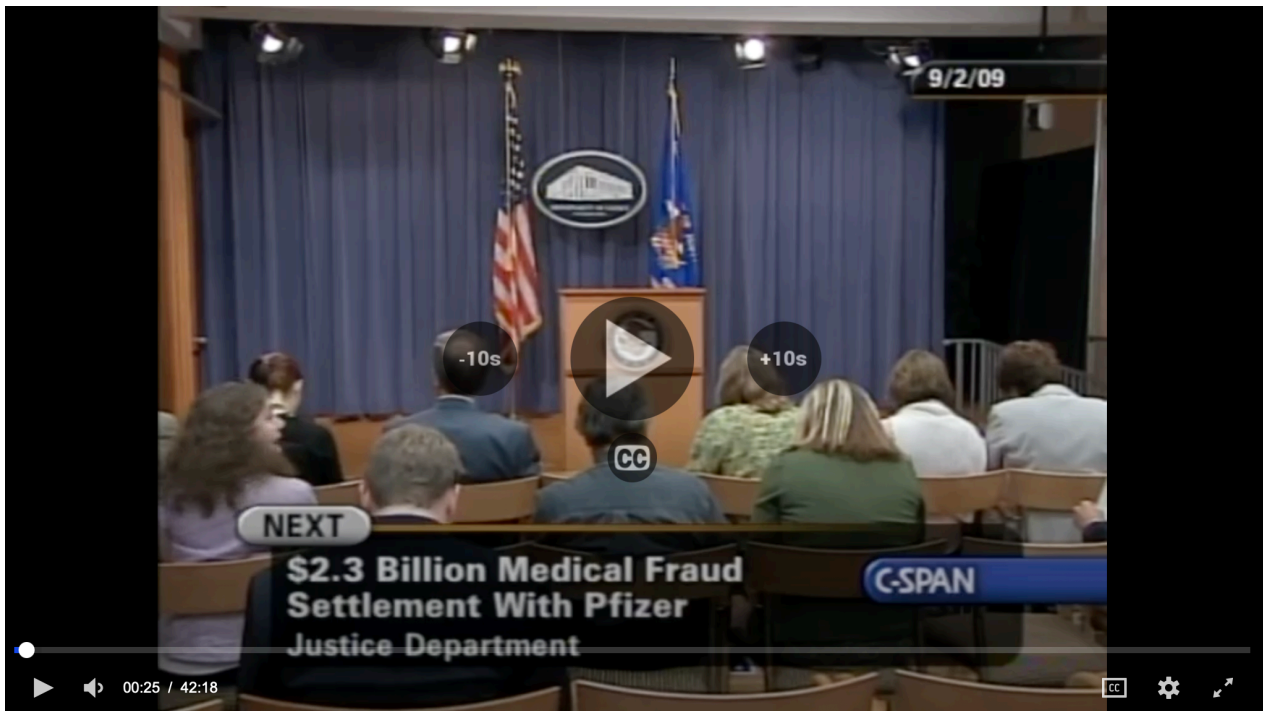 9/2/09
-10s
+10s
CC
NEXT
$2.3 Billion Medical Fraud
Settlement With Pfizer
Justice Department
C-SPAN
00:25 / 42:18
CC